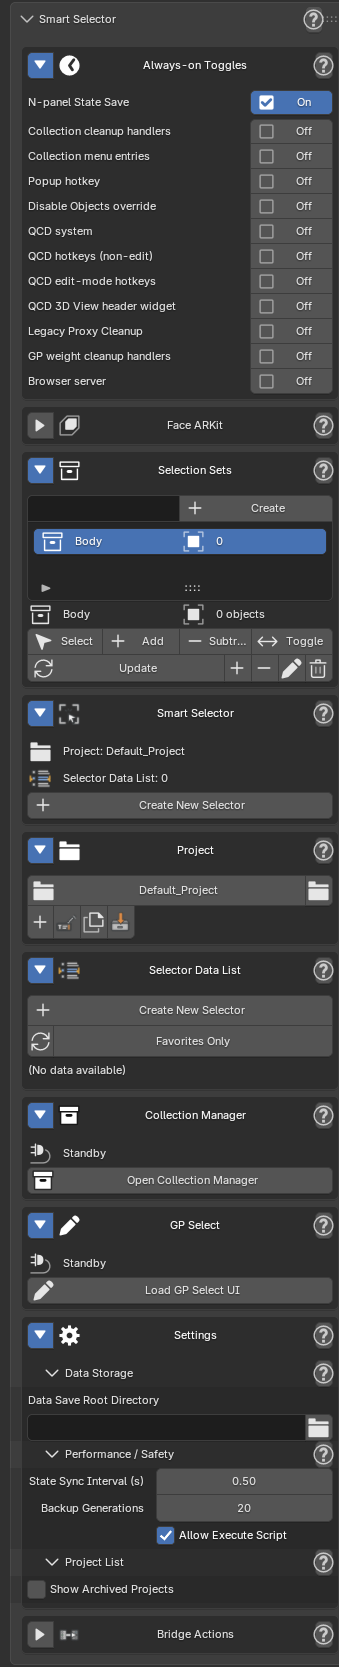 Smart Selector
Always-on Toggles
N-panel State Save On
Collection cleanup handlers Off
Collection menu entries Off
Popup hotkey Off
Disable Objects override Off
QCD system Off
QCD hotkeys (non-edit) Off
QCD edit-mode hotkeys Off
QCD 3D View header widget Off
Legacy Proxy Cleanup Off
GP weight cleanup handlers Off
Browser server Off
Face ARKit
Selection Sets
Create
Body 0
Body 0 objects
Select Add Subtr... Toggle
Update
Smart Selector
Project: Default_Project
Selector Data List: 0
Create New Selector
Project
Default_Project
Selector Data List
Create New Selector
Favorites Only
(No data available)
Collection Manager
Standby
Open Collection Manager
GP Select
Standby
Load GP Select UI
Settings
Data Storage
Data Save Root Directory
Performance / Safety
State Sync Interval (s) 0.50
Backup Generations 20
Allow Execute Script
Project List
Show Archived Projects
Bridge Actions